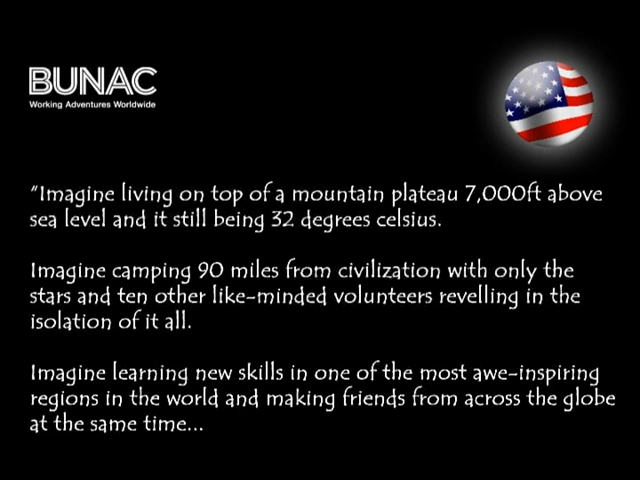 BUNAC
Working Adventures Worldwide
"Imagine living on top of a mountain plateau 7,000ft above
sea level and it still being 32 degrees celsius.
Imagine camping 90 miles from civilization with only the
stars and ten other like-minded volunteers revelling in the
isolation of it all.
Imagine learning new skills in one of the most awe-inspiring
regions in the world and making friends from across the globe
at the same time...